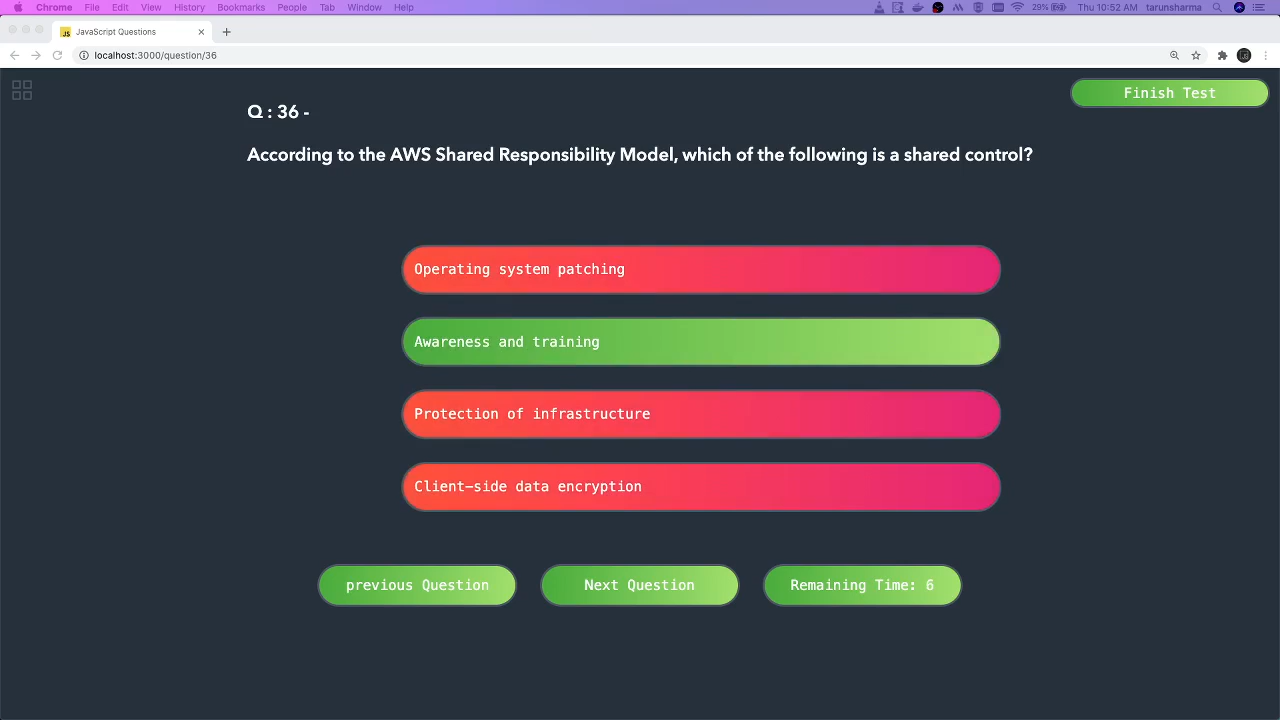 Chrome File Edit View History Bookmarks People Tab Window Help 29% Thu 10:52 AM tarunsharma
JS JavaScript Questions
localhost:3000/question/36
Finish Test
Q : 36 -
According to the AWS Shared Responsibility Model, which of the following is a shared control?
Operating system patching
Awareness and training
Protection of infrastructure
Client-side data encryption
previous Question Next Question Remaining Time: 6